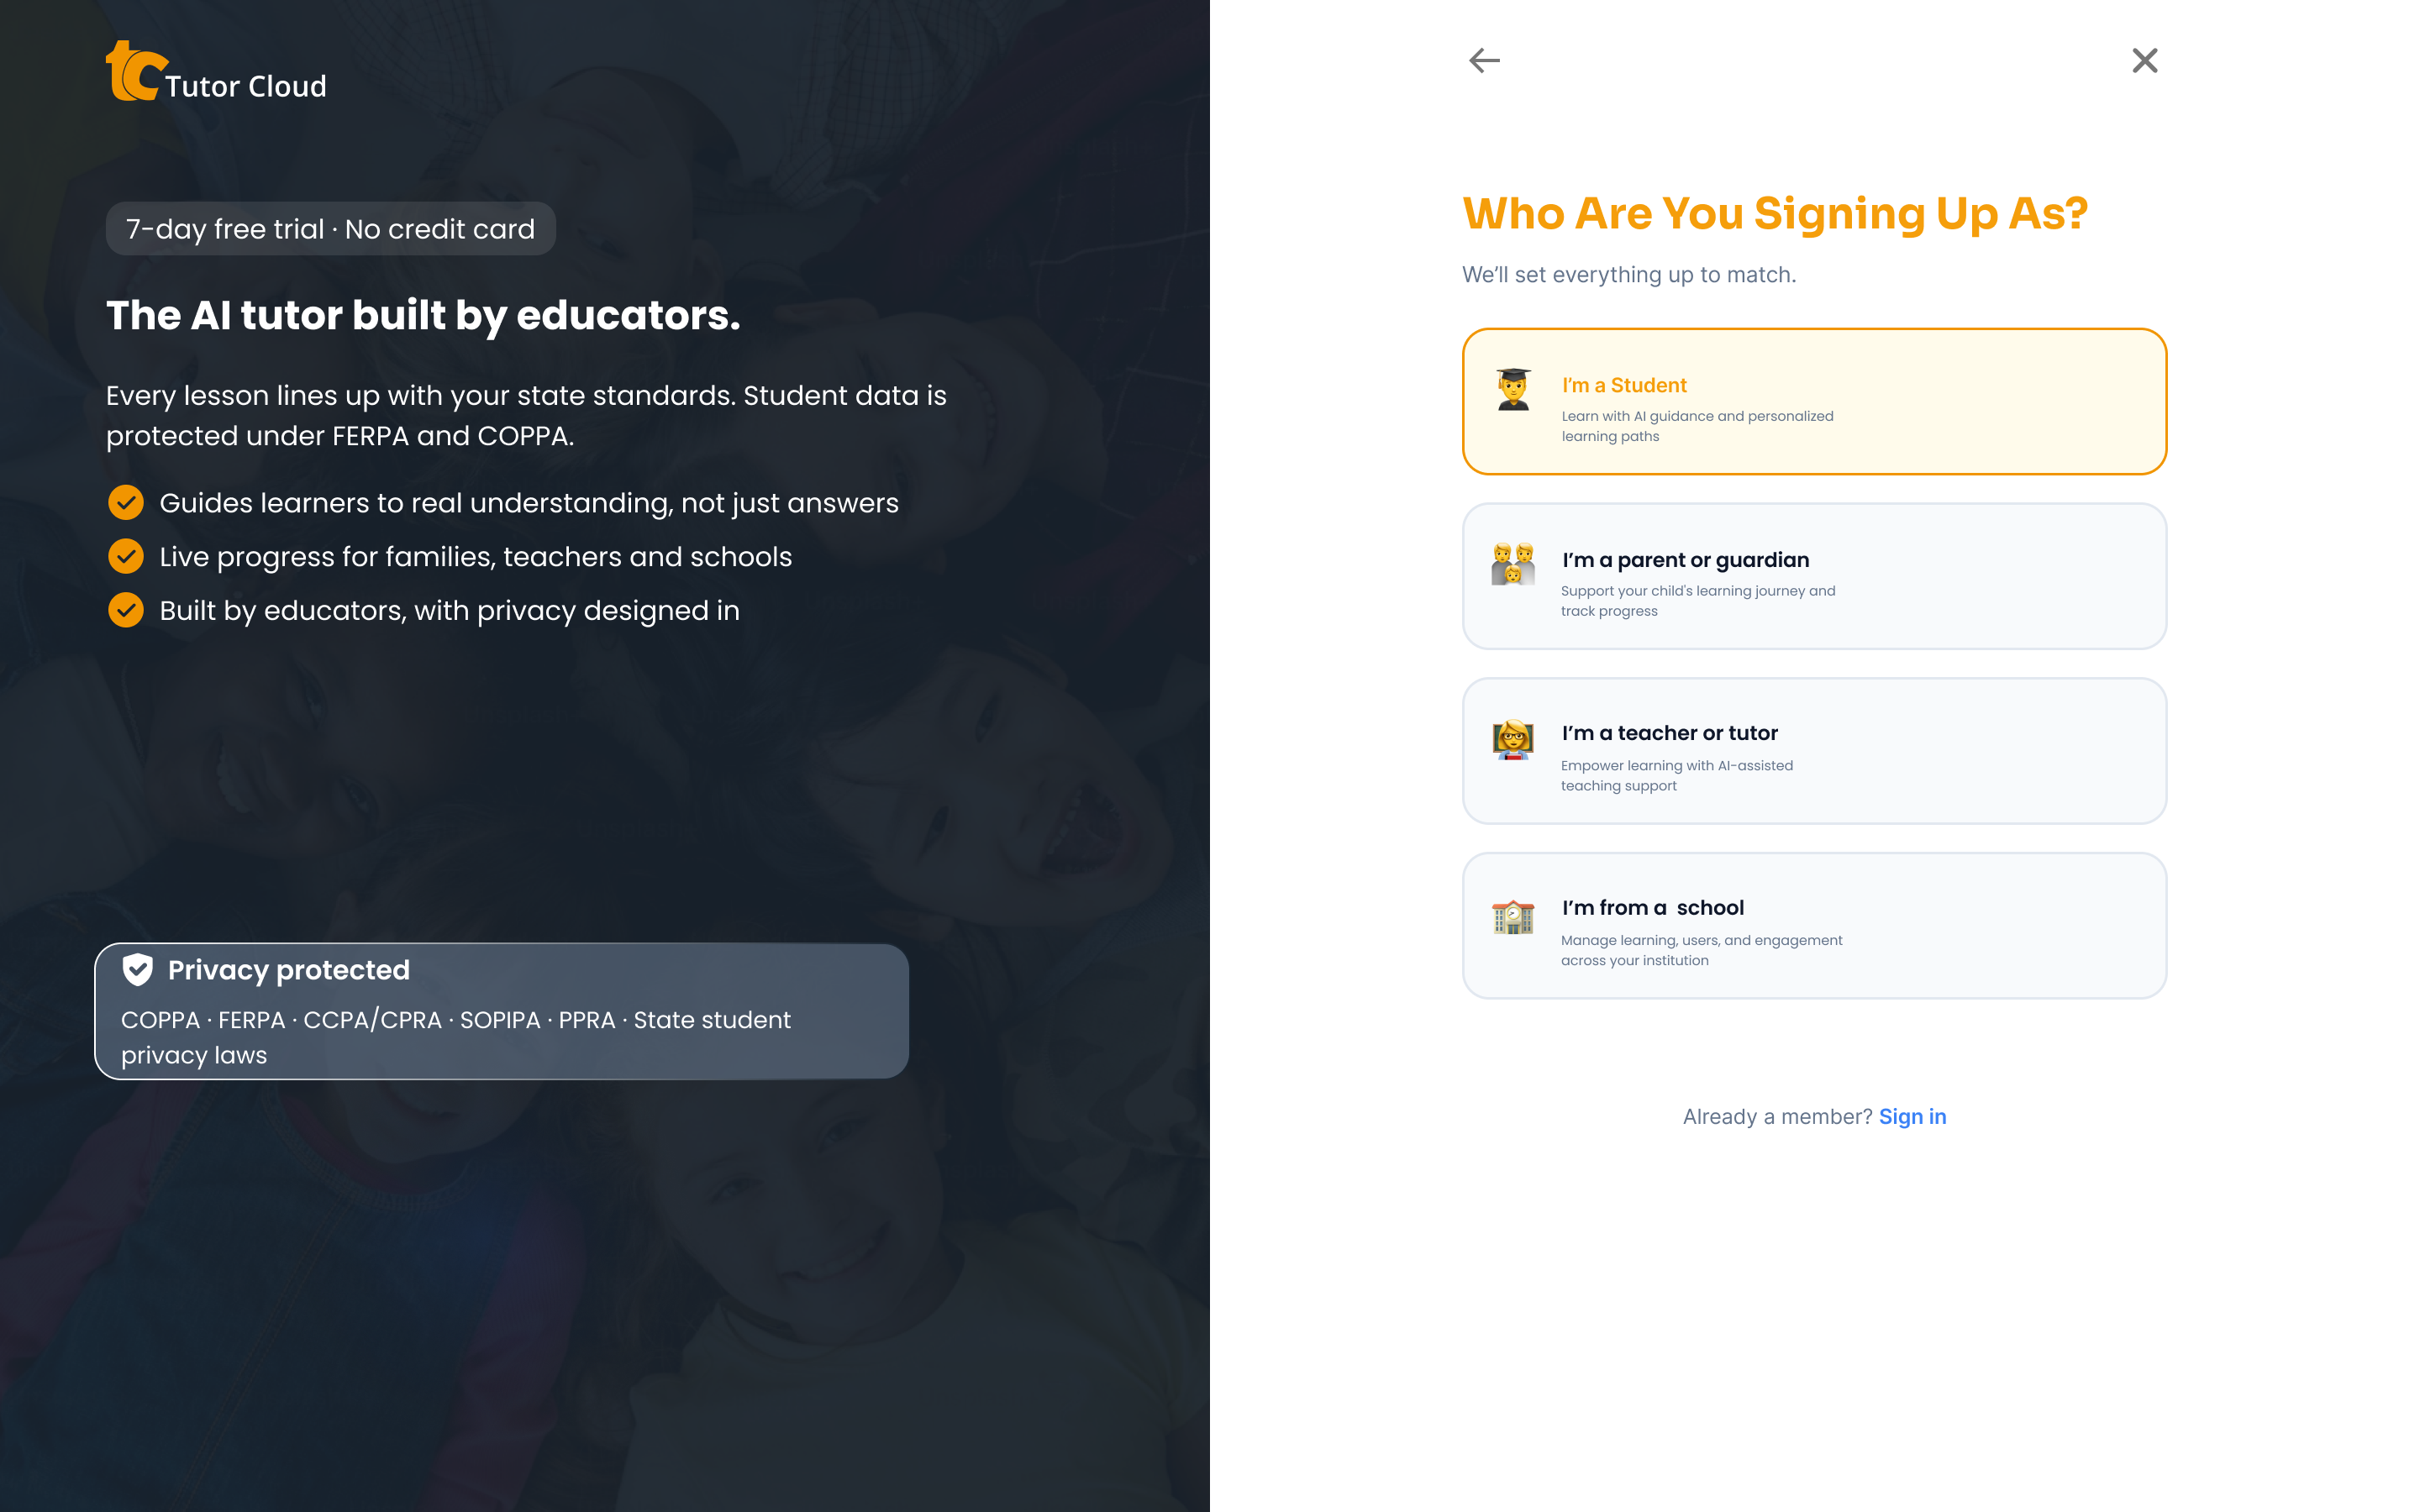 tc Tutor Cloud
7-day free trial · No credit card
The AI tutor built by educators.
Every lesson lines up with your state standards. Student data is
protected under FERPA and COPPA.
Guides learners to real understanding, not just answers
Live progress for families, teachers and schools
Built by educators, with privacy designed in
Privacy protected
COPPA · FERPA · CCPA/CPRA · SOPIPA · PPRA · State student
privacy laws
Who Are You Signing Up As?
We’ll set everything up to match.
I’m a Student
Learn with AI guidance and personalized
learning paths
I’m a parent or guardian
Support your child's learning journey and
track progress
I’m a teacher or tutor
Empower learning with AI-assisted
teaching support
I’m from a  school
Manage learning, users, and engagement
across your institution
Already a member? Sign in